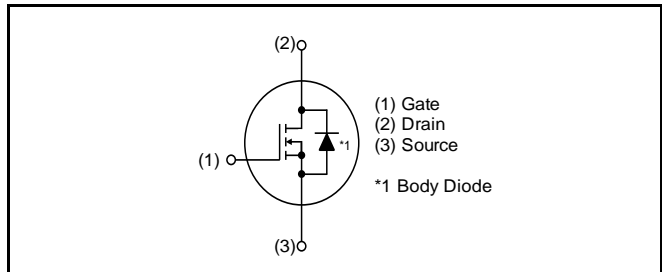 (2)
(1) Gate
(2) Drain
(3) Source
*1
(1)
*1 Body Diode
(3)